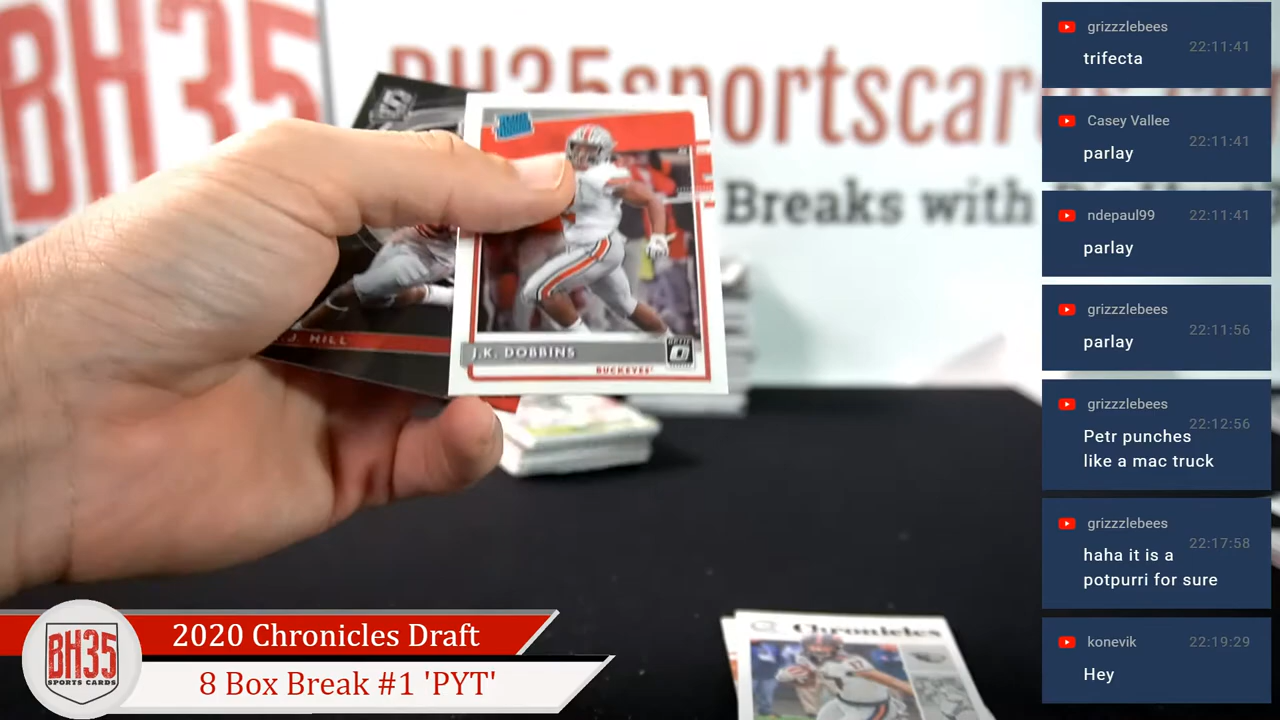 BH35
BH35sportscar
Breaks with
J.J. HILL
J.K. DOBBINS
OPTIC
BUCKEYES
Chronicles
2020 Chronicles Draft
8 Box Break #1 'PYT'
BH35
SPORTS CARDS
grizzzlebees
22:11:41
trifecta
Casey Vallee
22:11:41
parlay
ndepaul99
22:11:41
parlay
grizzzlebees
22:11:56
parlay
grizzzlebees
22:12:56
Petr punches
like a mac truck
grizzzlebees
22:17:58
haha it is a
potpurri for sure
konevik
22:19:29
Hey